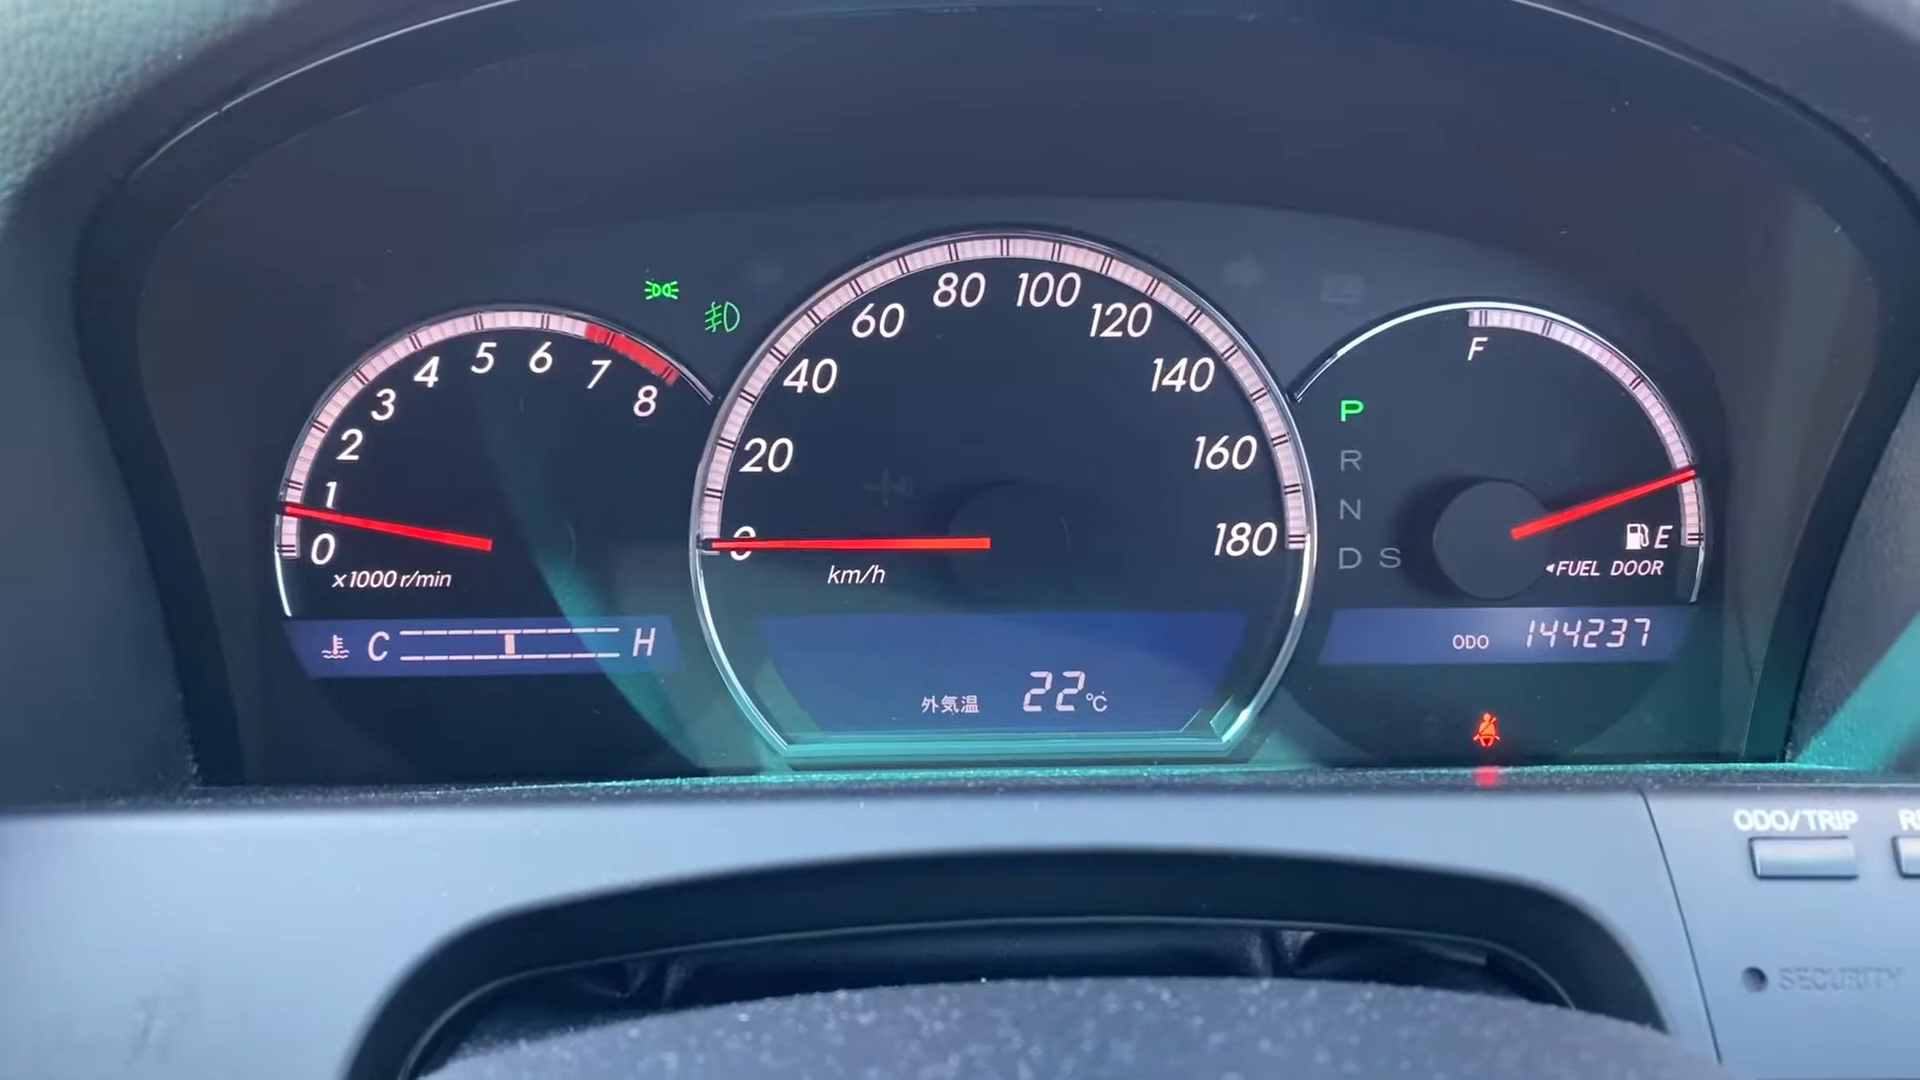 0
1
2
3
4
5
6
7
8
x1000 r/min
C
H
0
20
40
60
80
100
120
140
160
180
km/h
外気温 22℃
F
E
FUEL DOOR
P
R
N
D S
ODO 144237
ODO/TRIP
SECURITY